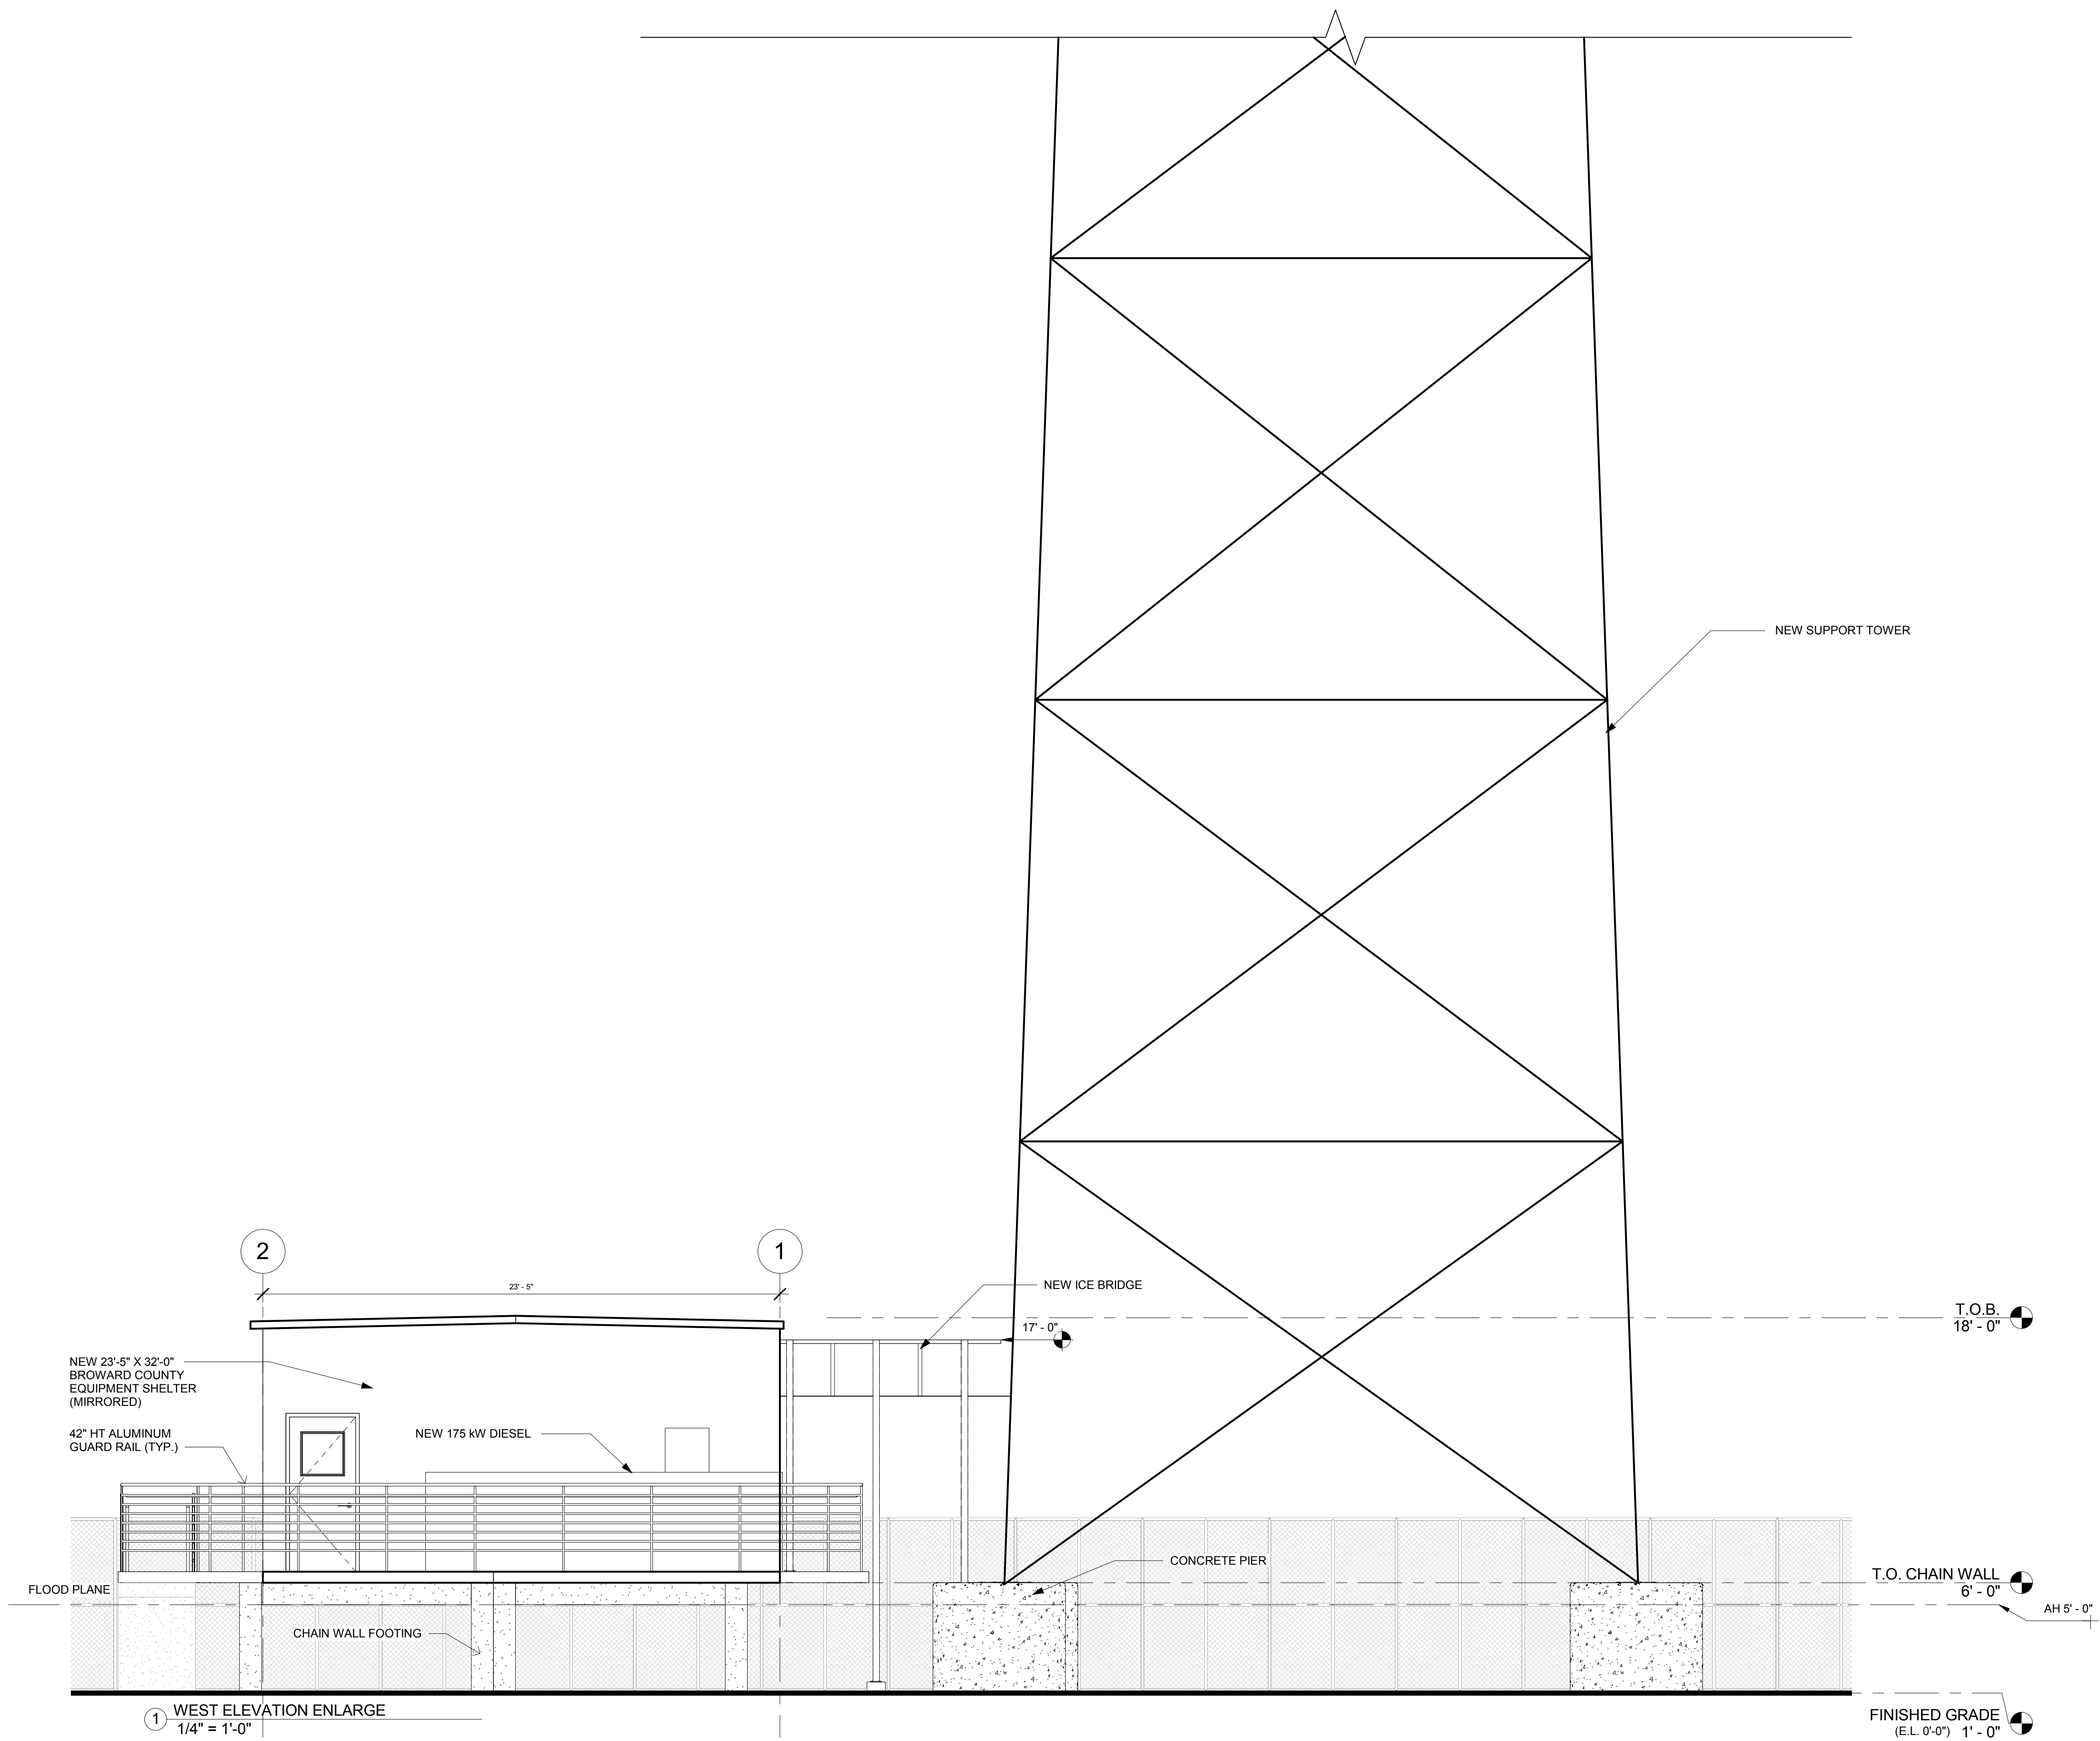 NEW SUPPORT TOWER
2
1
23' - 5"
NEW ICE BRIDGE
T.O.B.
18' - 0"
17' - 0"
NEW 23'-5" X 32'-0"
BROWARD COUNTY
EQUIPMENT SHELTER
(MIRRORED)
42" HT ALUMINUM
GUARD RAIL (TYP.)
NEW 175 kW DIESEL
CONCRETE PIER
T.O. CHAIN WALL
6' - 0"
FLOOD PLANE
AH 5' - 0"
CHAIN WALL FOOTING
1
WEST ELEVATION ENLARGE
1/4" = 1'-0"
FINISHED GRADE
(E.L. 0'-0") 1' - 0"